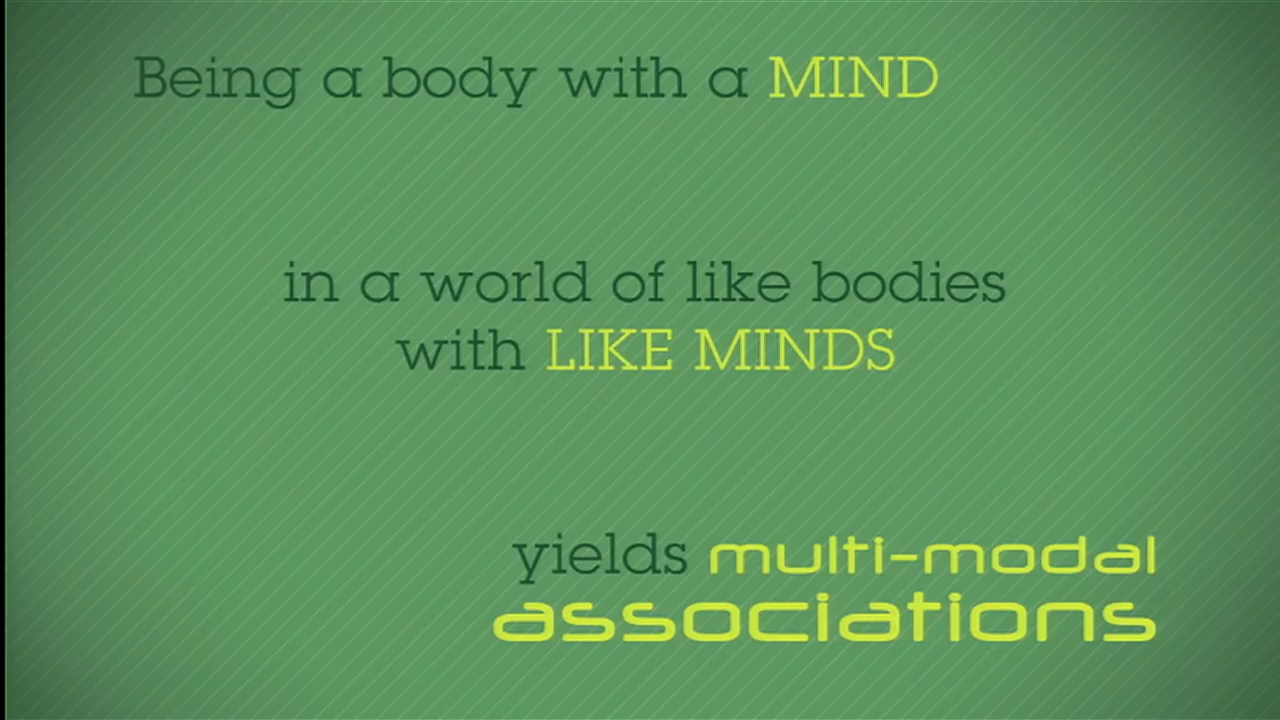 Being a body with a MIND
in a world of like bodies
with LIKE MINDS
yields multi-modal
associations